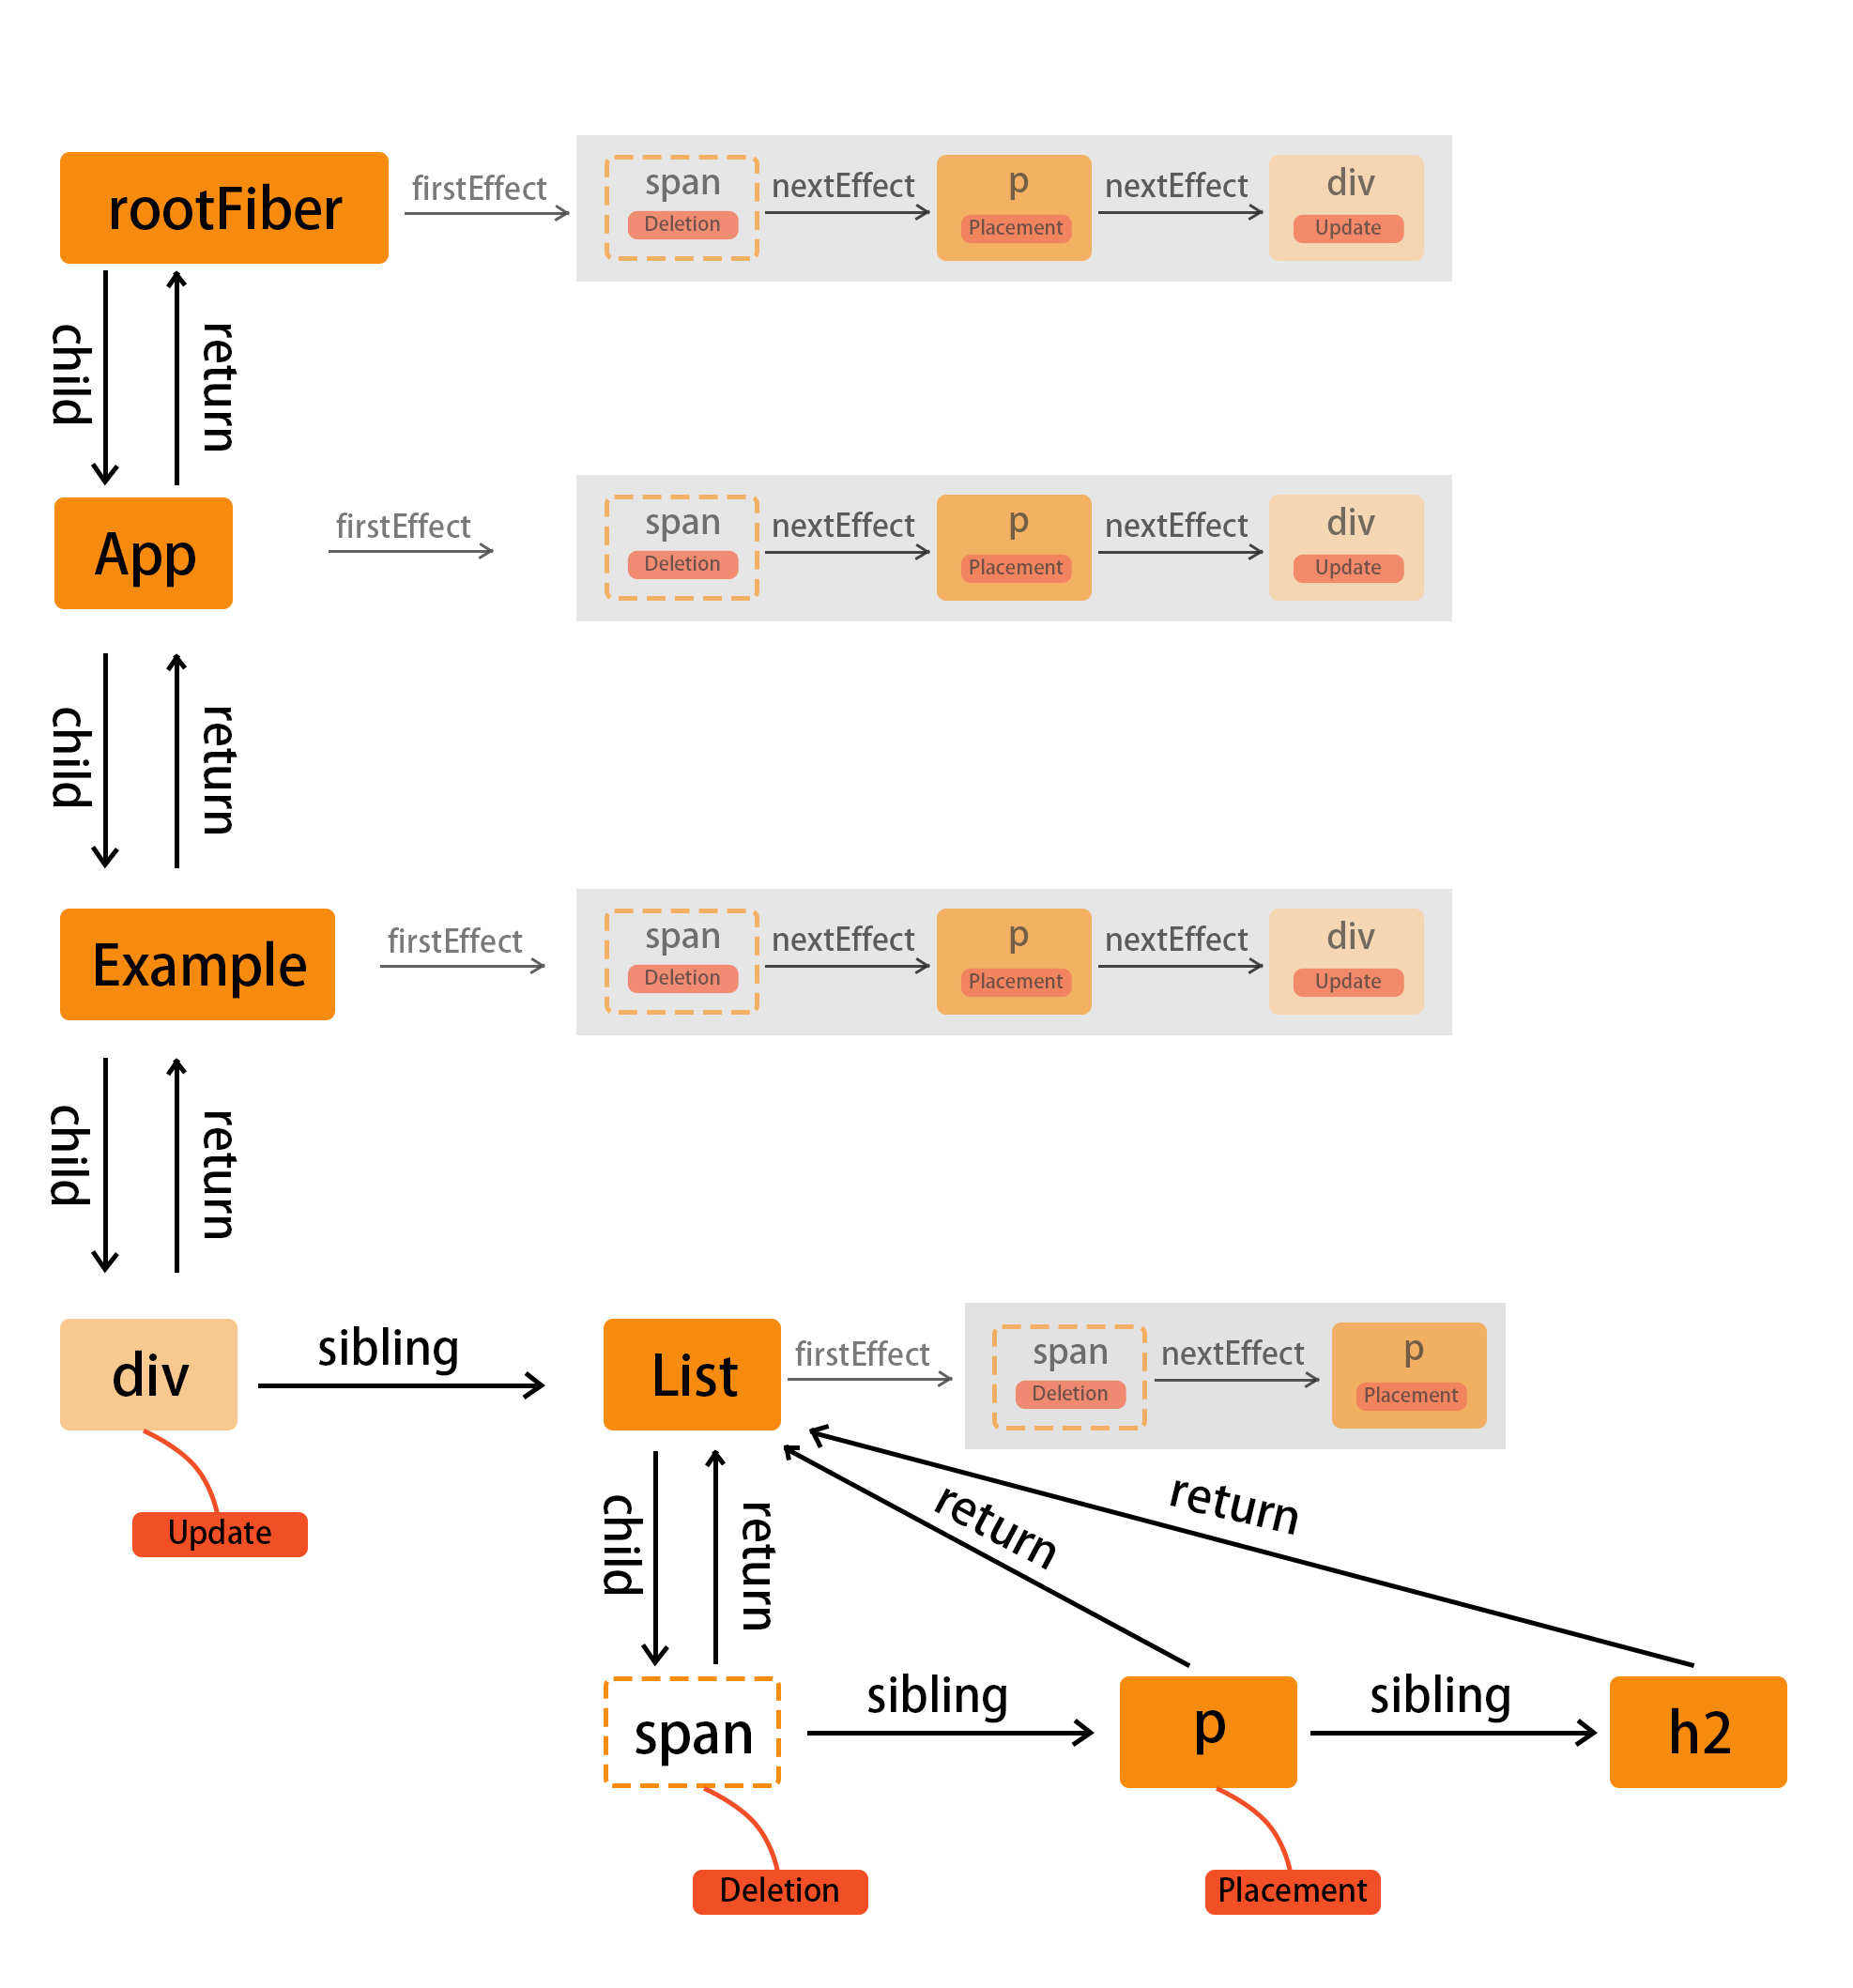 rootFiber
firstEffect
span
Deletion
nextEffect
p
Placement
nextEffect
div
Update
child
return
App
firstEffect
span
Deletion
nextEffect
p
Placement
nextEffect
div
Update
child
return
Example
firstEffect
span
Deletion
nextEffect
p
Placement
nextEffect
div
Update
child
return
div
sibling
List
firstEffect
span
Deletion
nextEffect
p
Placement
Update
child
return
return
return
span
sibling
p
sibling
h2
Deletion
Placement